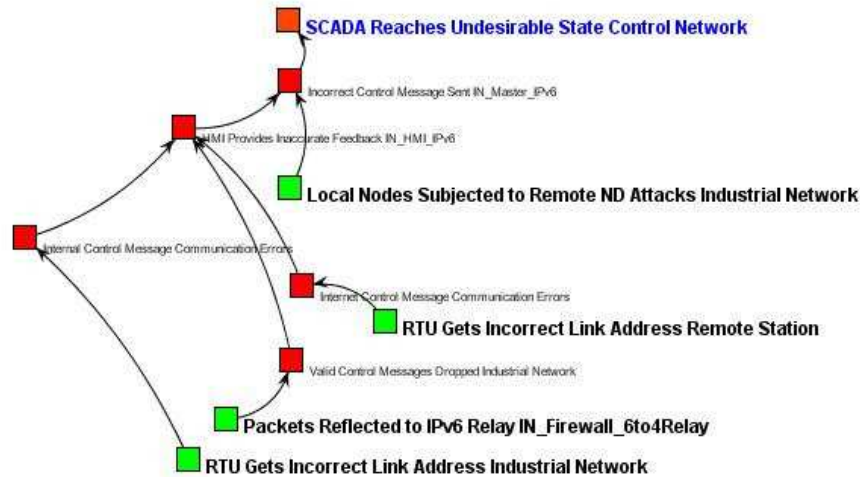 SCADA Reaches Undesirable State Control Network
Incorrect Control Message Sent IN_Master_IPv6
HMI Provides Inaccurate Feedback IN_HMI_IPv6
Local Nodes Subjected to Remote ND Attacks Industrial Network
Internal Control Message Communication Errors
Internet Control Message Communication Errors
RTU Gets Incorrect Link Address Remote Station
Valid Control Messages Dropped Industrial Network
Packets Reflected to IPv6 Relay IN_Firewall_6to4Relay
RTU Gets Incorrect Link Address Industrial Network